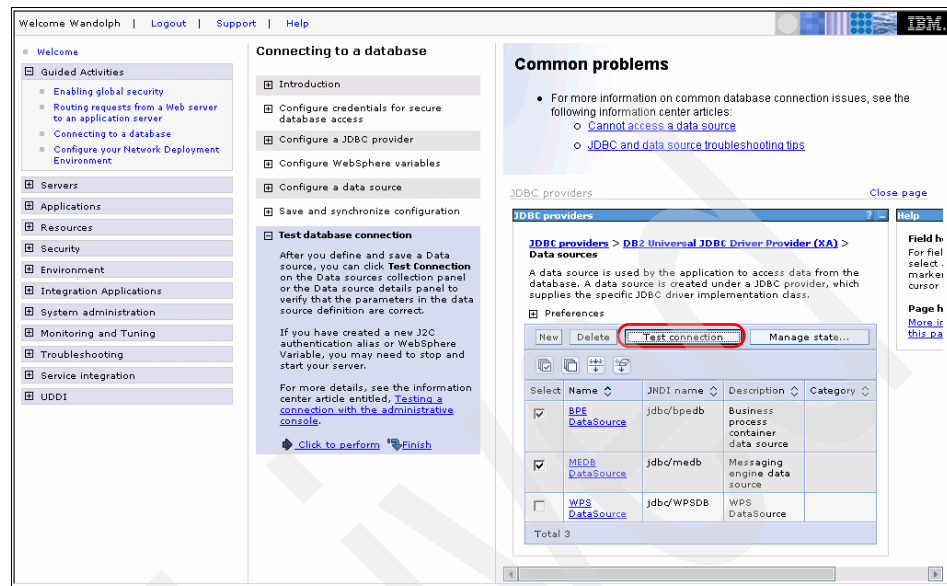 Welcome Wandolph | Logout | Support | Help
IBM.
Welcome
Guided Activities
Enabling global security
Routing requests from a Web server
to an application server
Connecting to a database
Configure your Network Deployment
Environment
Servers
Applications
Resources
Security
Environment
Integration Applications
System administration
Monitoring and Tuning
Troubleshooting
Service integration
UDDI
Connecting to a database
Introduction
Configure credentials for secure
database access
Configure a JDBC provider
Configure WebSphere variables
Configure a data source
Save and synchronize configuration
Test database connection
After you define and save a Data
source, you can click Test Connection
on the Data sources collection panel
or the Data source details panel to
verify that the parameters in the data
source definition are correct.
If you have created a new J2C
authentication alias or WebSphere
Variable, you may need to stop and
start your server.
For more details, see the information
center article entitled, Testing a
connection with the administrative
console.
Click to perform Finish
Common problems
For more information on common database connection issues, see the
following information center articles:
Cannot access a data source
JDBC and data source troubleshooting tips
JDBC providers Close page
JDBC providers ? –
JDBC providers > DB2 Universal JDBC Driver Provider (XA) >
Data sources
A data source is used by the application to access data from the
database. A data source is created under a JDBC provider, which
supplies the specific JDBC driver implementation class.
Preferences
New Delete Test connection Manage state...
Select Name JNDI name Description Category
BPE
DataSource
jdbc/bpedb
Business
process
container
data source
MEDB
DataSource
jdbc/medb
Messaging
engine data
source
WPS
DataSource
jdbc/WPSDB
WPS
DataSource
Total 3
Help
Field h
For fiel
select
marker
cursor
Page h
More ir
this pa